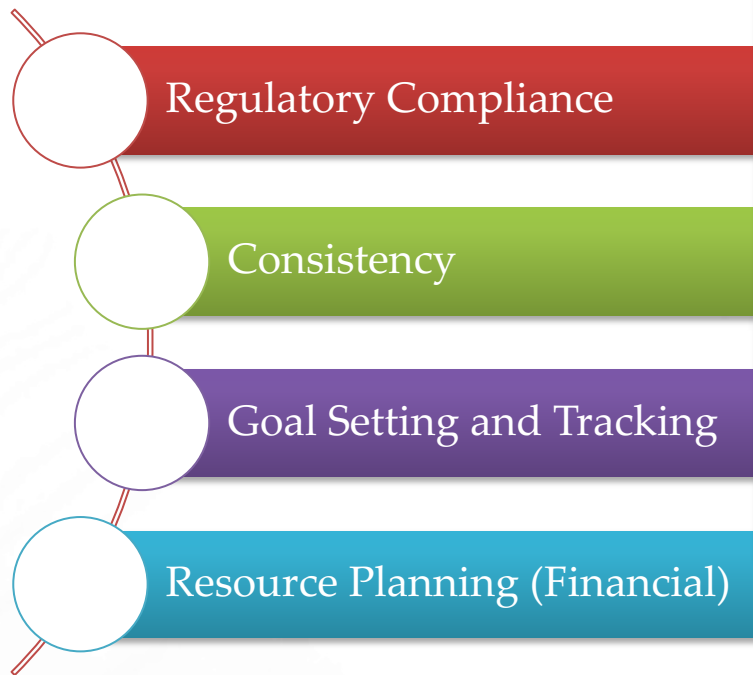 Regulatory Compliance
Consistency
Goal Setting and Tracking
Resource Planning (Financial)